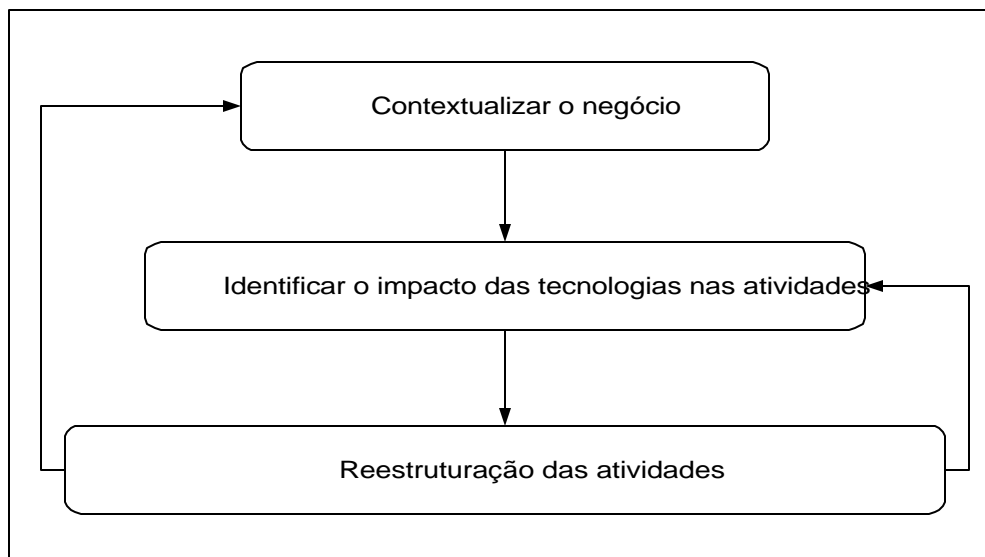 Contextualizar o negócio
Identificar o impacto das tecnologias nas atividades
Reestruturação das atividades